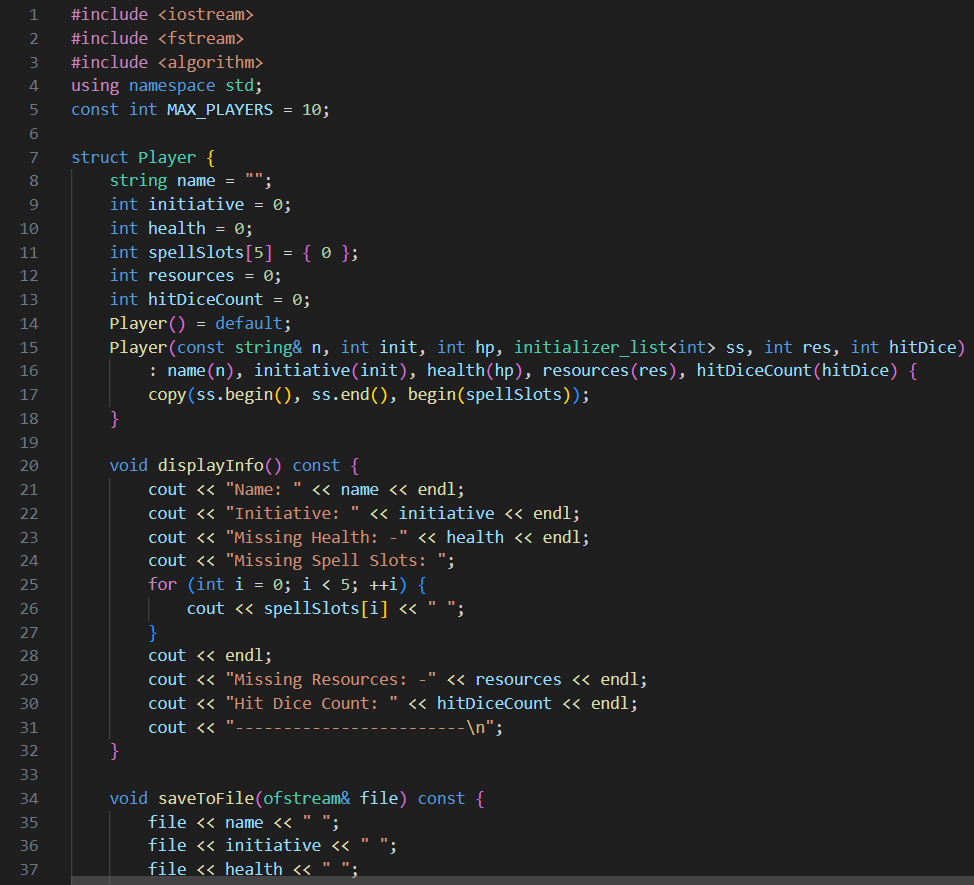 1 #include <iostream>
2 #include <fstream>
3 #include <algorithm>
4 using namespace std;
5 const int MAX_PLAYERS = 10;
6
7 struct Player {
8     string name = "";
9     int initiative = 0;
10     int health = 0;
11     int spellSlots[5] = { 0 };
12     int resources = 0;
13     int hitDiceCount = 0;
14     Player() = default;
15     Player(const string& n, int init, int hp, initializer_list<int> ss, int res, int hitDice)
16         : name(n), initiative(init), health(hp), resources(res), hitDiceCount(hitDice) {
17         copy(ss.begin(), ss.end(), begin(spellSlots));
18     }
19
20     void displayInfo() const {
21         cout << "Name: " << name << endl;
22         cout << "Initiative: " << initiative << endl;
23         cout << "Missing Health: -" << health << endl;
24         cout << "Missing Spell Slots: ";
25         for (int i = 0; i < 5; ++i) {
26             cout << spellSlots[i] << " ";
27         }
28         cout << endl;
29         cout << "Missing Resources: -" << resources << endl;
30         cout << "Hit Dice Count: " << hitDiceCount << endl;
31         cout << "------------------------\n";
32     }
33
34     void saveToFile(ofstream& file) const {
35         file << name << " ";
36         file << initiative << " ";
37         file << health << " ";